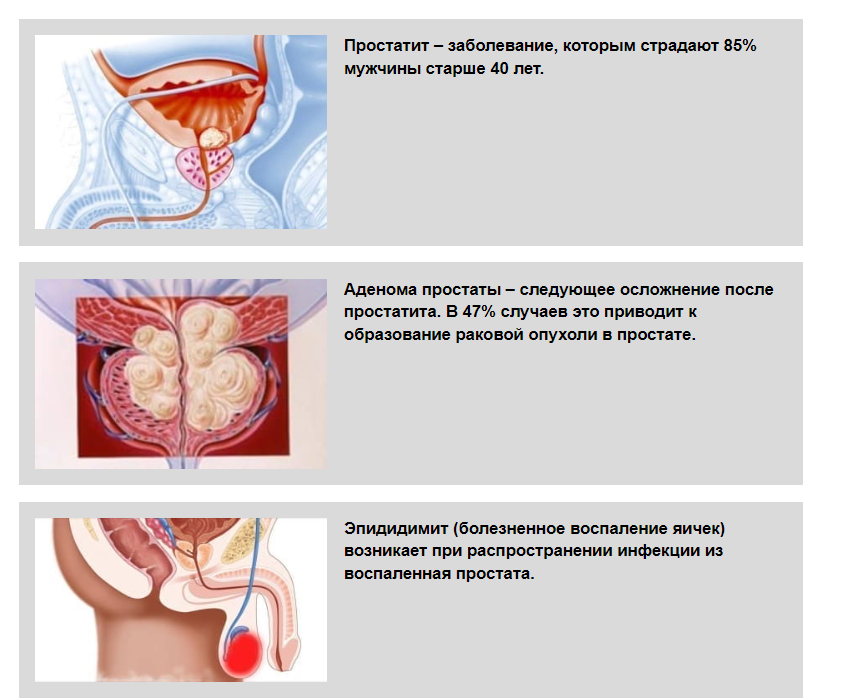 Простатит – заболевание, которым страдают 85%
мужчины старше 40 лет.
Аденома простаты – следующее осложнение после
простатита. В 47% случаев это приводит к
образование раковой опухоли в простате.
Эпидидимит (болезненное воспаление яичек)
возникает при распространении инфекции из
воспаленная простата.